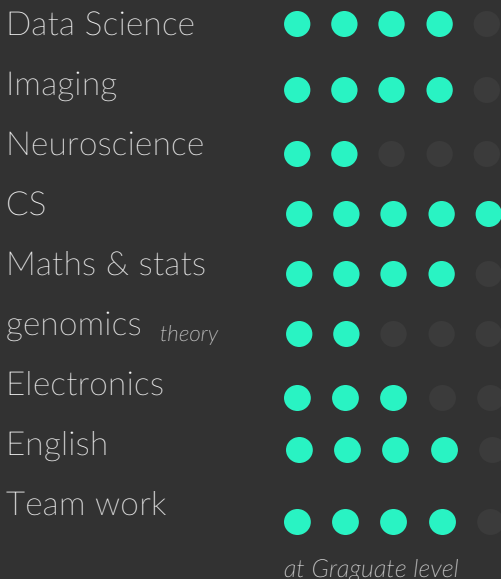 Data Science
Imaging
Neuroscience
CS
Maths & stats
genomics theory
Electronics
English
Team work
at Graguate level